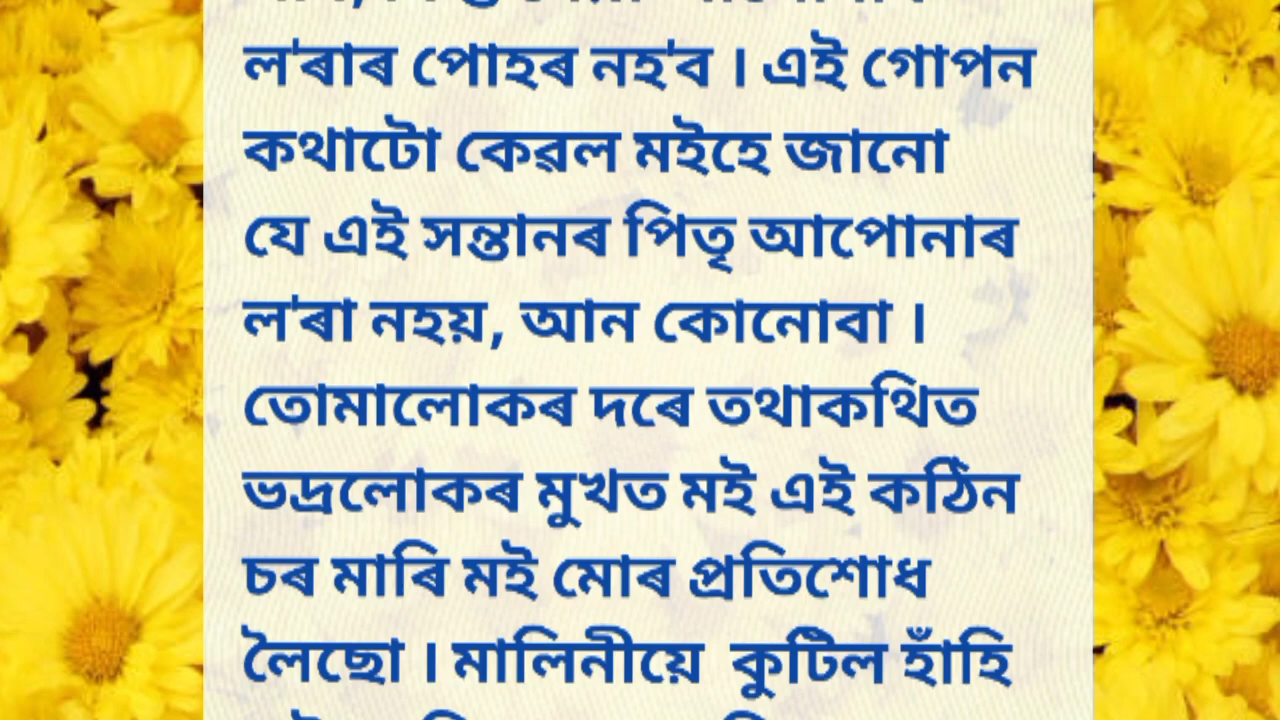 ল'ৰাৰ পোহৰ নহ'ব । এই গোপন
কথাটো কেৱল মইহে জানো
যে এই সন্তানৰ পিতৃ আপোনাৰ
ল'ৰা নহয়, আন কোনোবা ।
তোমালোকৰ দৰে তথাকথিত
ভদ্ৰলোকৰ মুখত মই এই কঠিন
চৰ মাৰি মই মোৰ প্ৰতিশোধ
লৈছো । মালিনীয়ে কুটিল হাঁহি